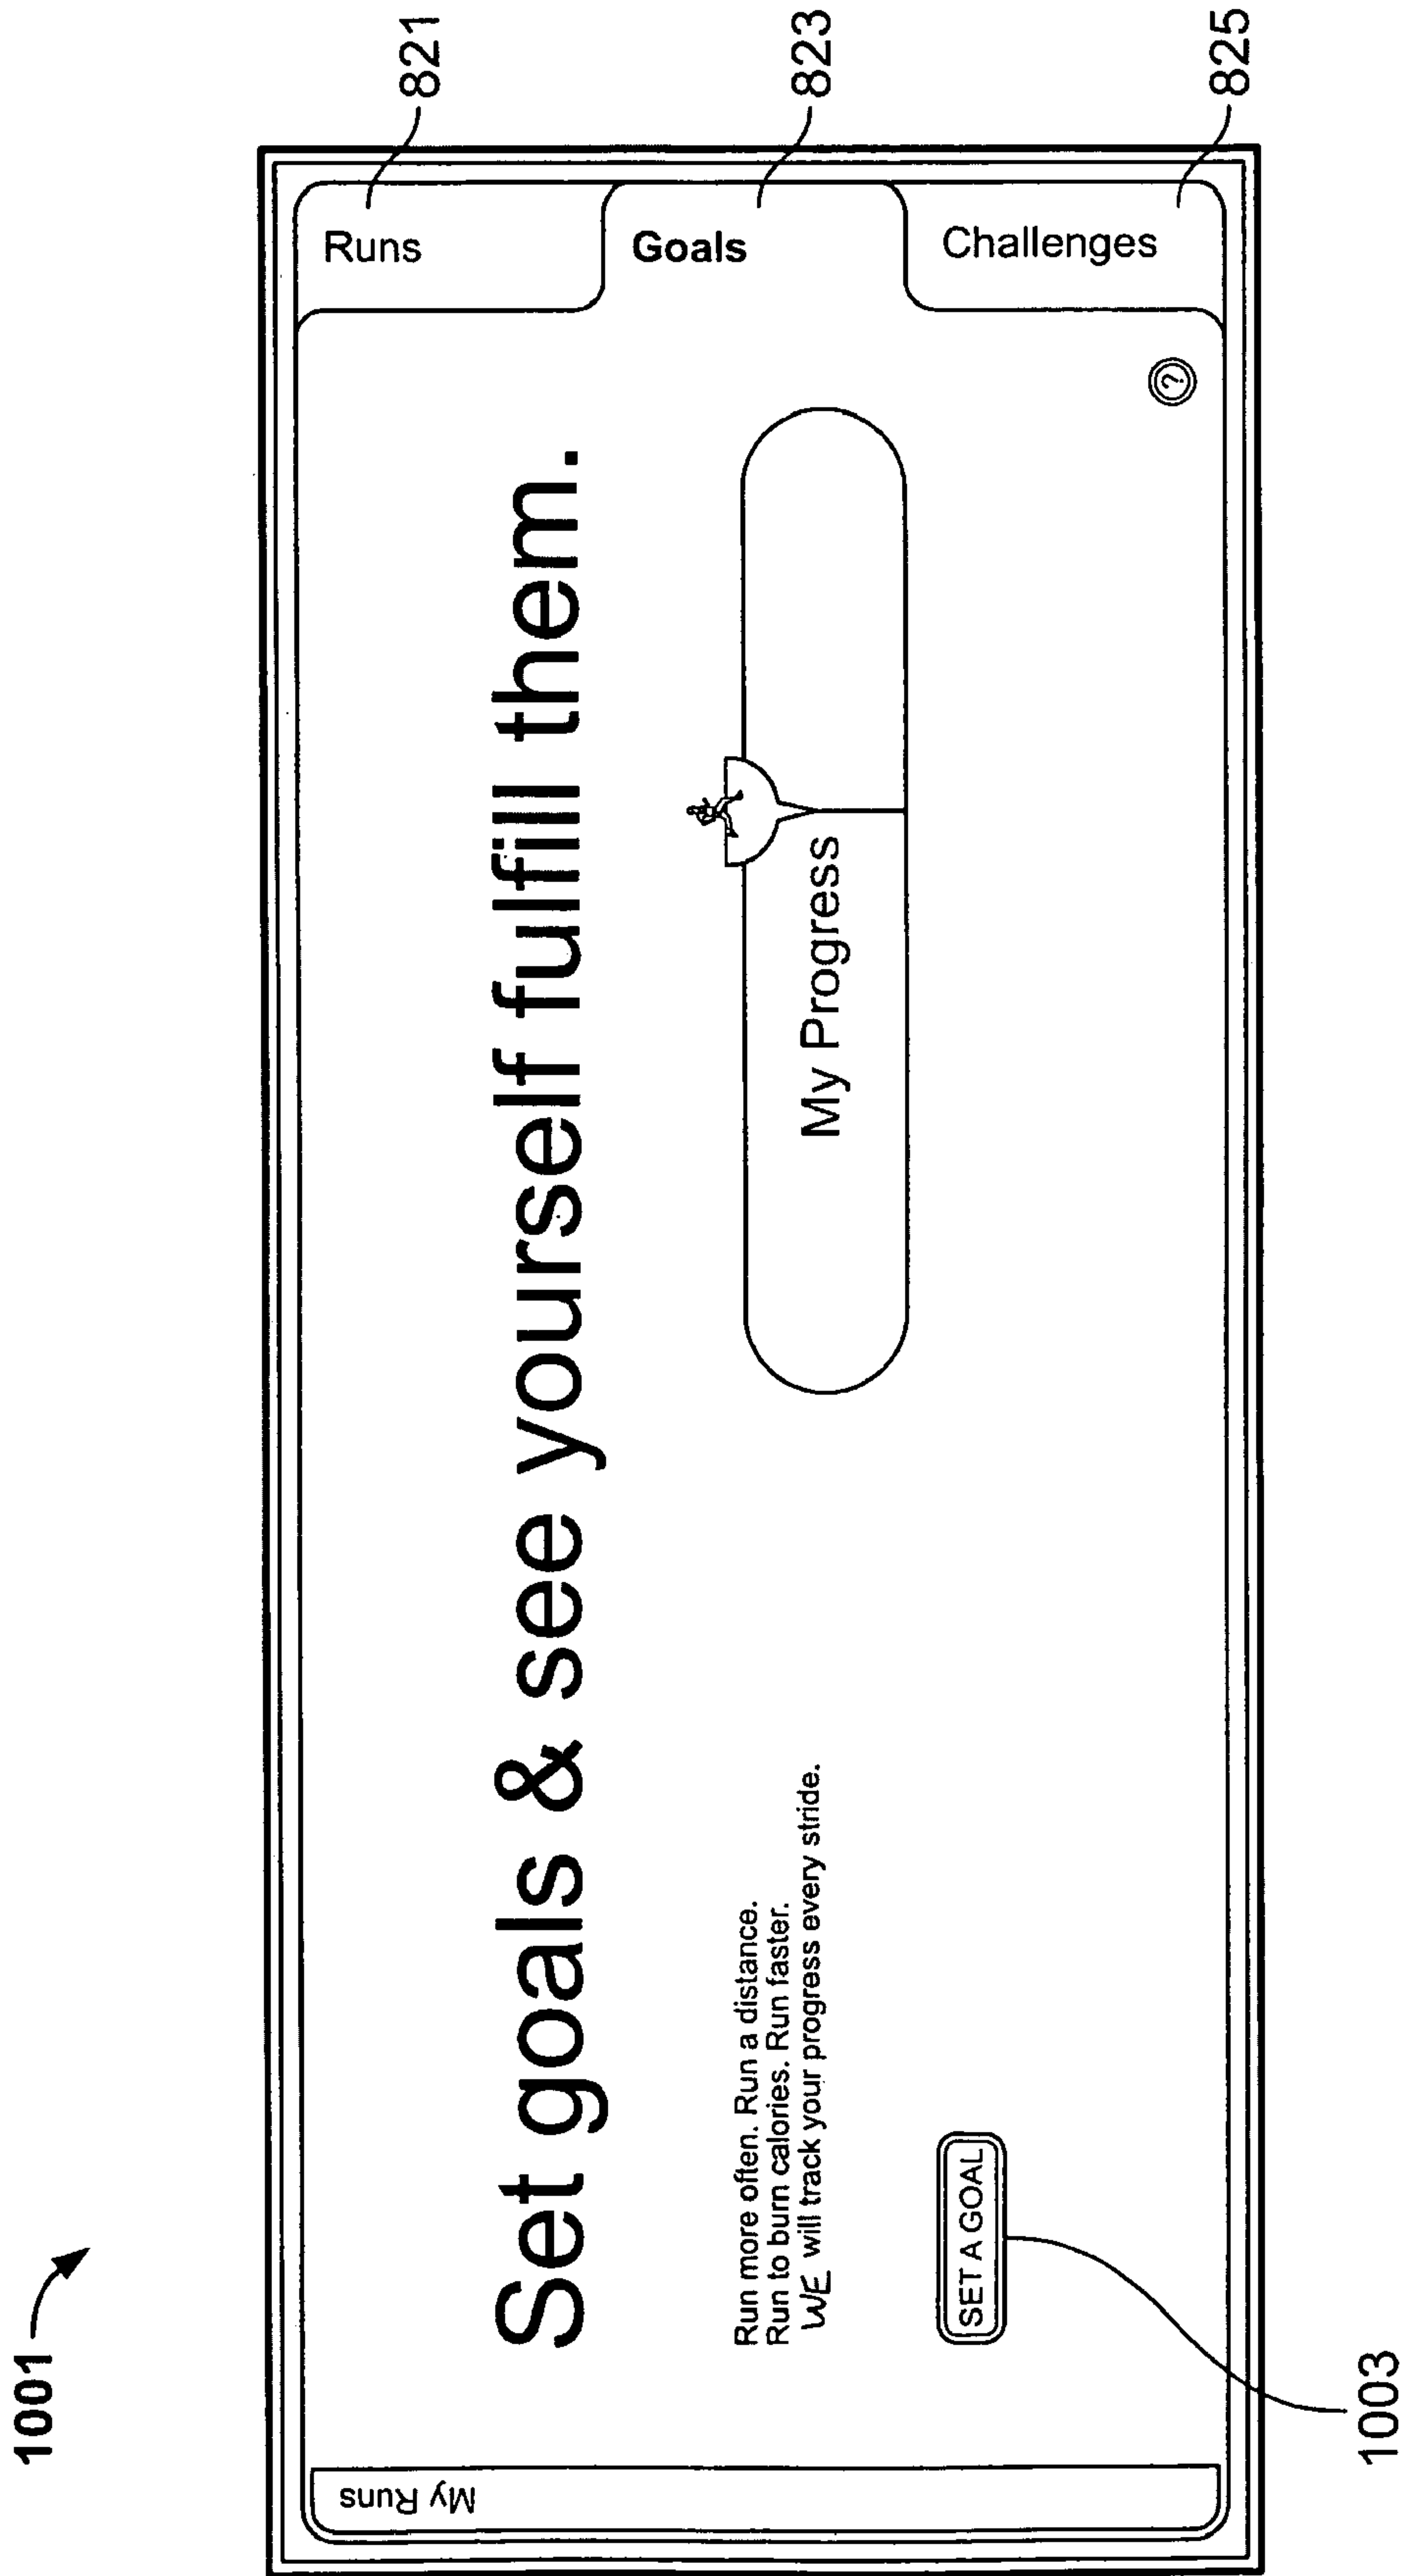 1001
My Runs
Set goals & see yourself fulfill them.
Run more often. Run a distance.
Run to burn calories. Run faster.
WE will track your progress every stride.
SET A GOAL
My Progress
?
Runs
Goals
Challenges
821
823
825
1003